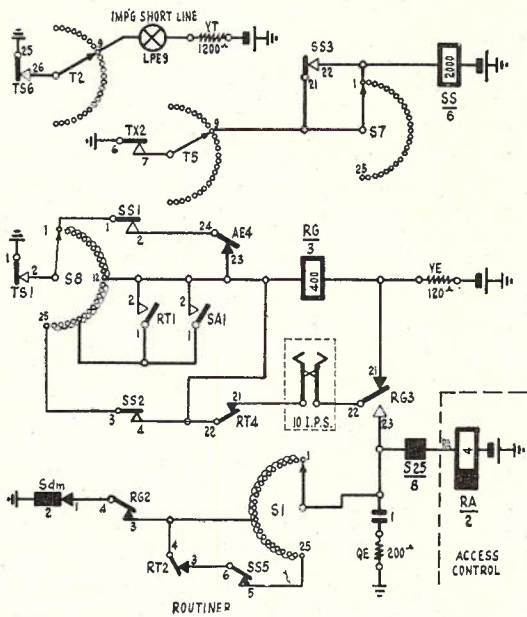 IMP'G SHORT LINE
25
9
YT
LPE9
1200Ω
26
TS6
T2
SS3
22
21
1
2000
SS
6
TX2
9
6
7
T5
S7
25
SS1
1
2
24
AE4
23
RG
3
400
1
1
2
TS1
S8
12
YE
120Ω
2
RT1
1
2
SA1
1
25
21
RG3
22
23
SS2
3
4
21
RT4
22
10 I.P.S.
S25
8
4
RA
2
Sdm
2
1
4
RG2
3
1
S1
25
4
RT2
3
6
SS5
5
1
QE
200Ω
ACCESS
CONTROL
ROUTINER